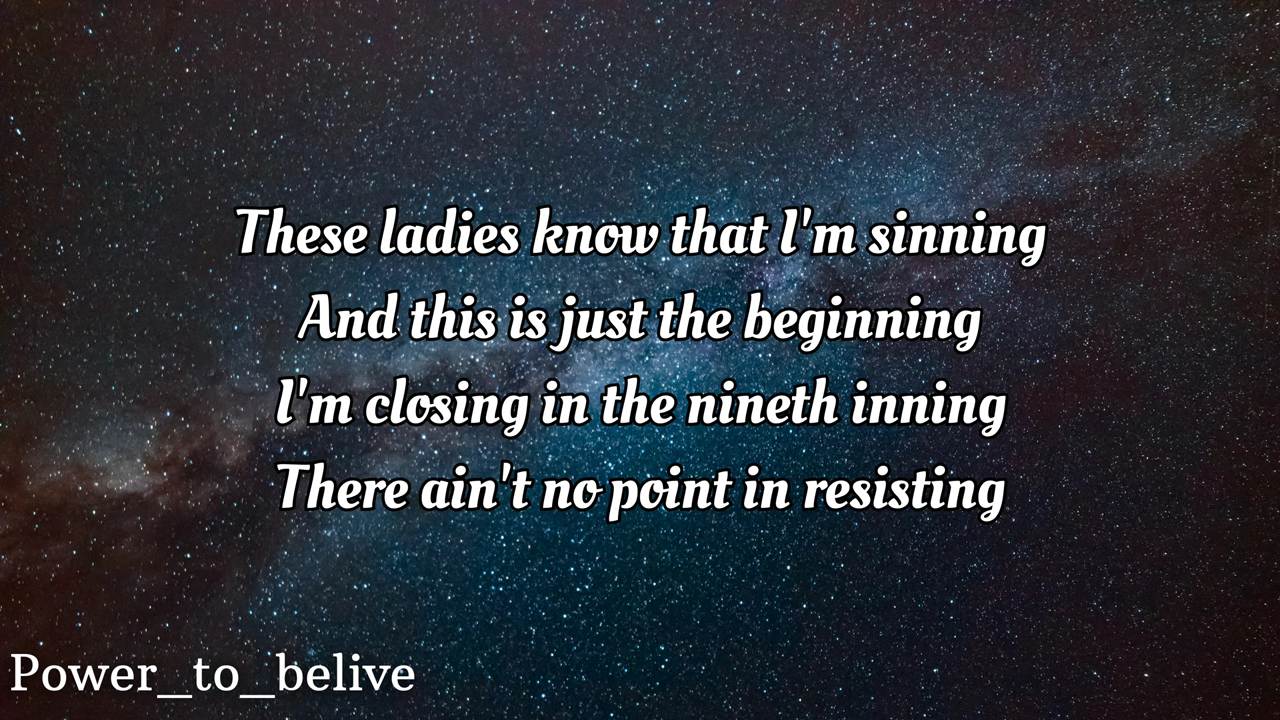 These ladies know that I'm sinning
And this is just the beginning
I'm closing in the nineth inning
There ain't no point in resisting
Power_to_belive